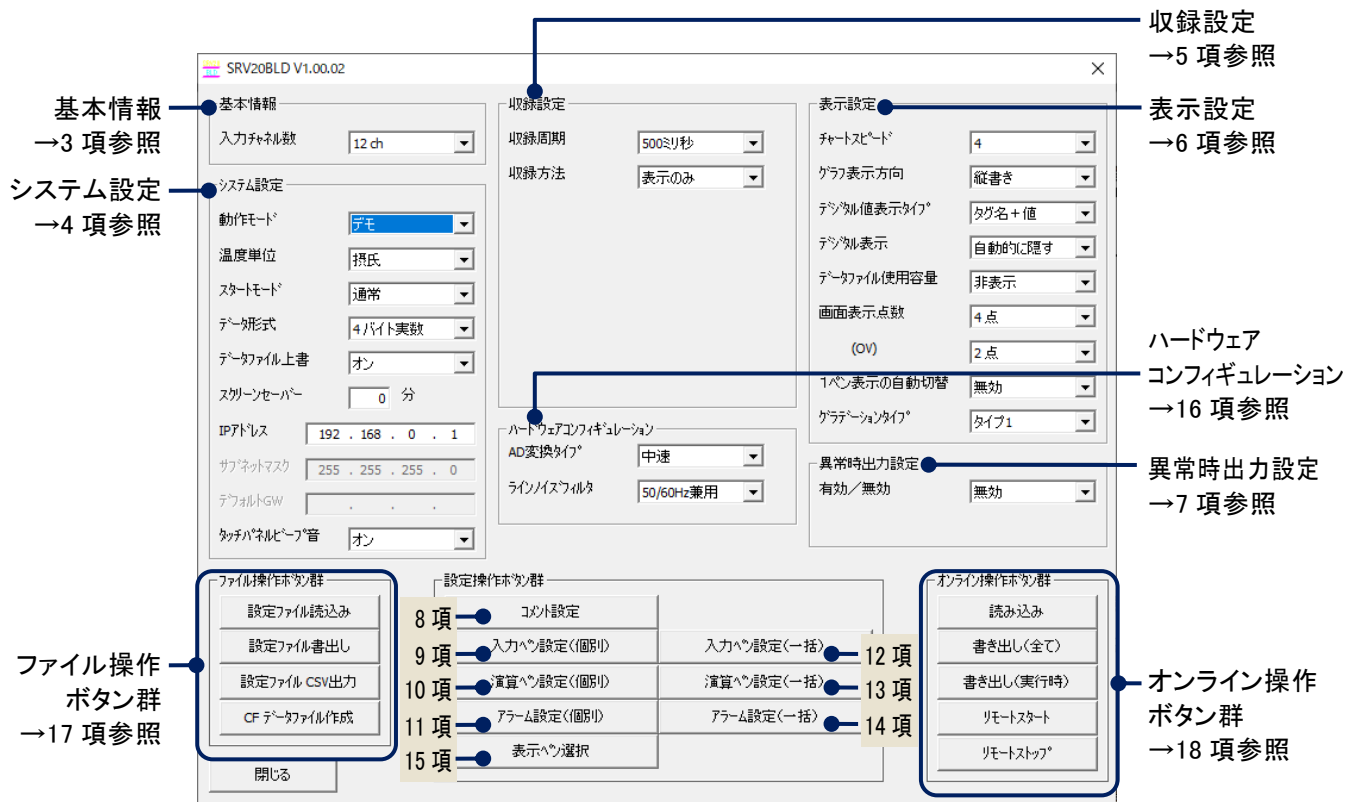 収録設定
→5 項参照
SRV20BLD V1.00.02
基本情報
→3 項参照
システム設定
→4 項参照
基本情報
入力ﾁｬﾈﾙ数
12 ch
システム設定
動作ﾓｰﾄﾞ
デモ
温度単位
摂氏
ｽﾀｰﾄﾓｰﾄﾞ
通常
ﾃﾞｰﾀ形式
4バイト実数
ﾃﾞｰﾀﾌｧｲﾙ上書
オン
ｽｸﾘｰﾝｾｰﾊﾞｰ
0 分
IPｱﾄﾞﾚｽ
192 . 168 . 0 . 1
ｻﾌﾞﾈｯﾄﾏｽｸ
255 . 255 . 255 . 0
ﾃﾞﾌｫﾙﾄGW
. . .
ﾀｯﾁﾊﾟﾈﾙﾋﾞｰﾌﾟ音
オン
収録設定
収録周期
500ミリ秒
収録方法
表示のみ
ﾊｰﾄﾞｳｪｱｺﾝﾌｨｷﾞｭﾚｰｼｮﾝ
AD変換ﾀｲﾌﾟ
中速
ﾗｲﾝﾉｲｽﾞﾌｨﾙﾀ
50/60Hz兼用
表示設定
ﾁｬｰﾄｽﾋﾟｰﾄﾞ
4
ｸﾞﾗﾌ表示方向
縦書き
ﾃﾞｼﾞﾀﾙ値表示ﾀｲﾌﾟ
タグ名＋値
ﾃﾞｼﾞﾀﾙ表示
自動的に隠す
ﾃﾞｰﾀﾌｧｲﾙ使用容量
非表示
画面表示点数
4点
(OV)
2点
1ﾍﾟﾝ表示の自動切替
無効
ｸﾞﾗﾃﾞｰｼｮﾝﾀｲﾌﾟ
タイプ1
異常時出力設定
有効／無効
無効
表示設定
→6 項参照
ハードウェア
コンフィギュレーション
→16 項参照
異常時出力設定
→7 項参照
ファイル操作
ボタン群
→17 項参照
ﾌｧｲﾙ操作ﾎﾞﾀﾝ群
設定ﾌｧｲﾙ読込み
設定ﾌｧｲﾙ書出し
設定ﾌｧｲﾙ CSV出力
CF ﾃﾞｰﾀﾌｧｲﾙ作成
閉じる
設定操作ﾎﾞﾀﾝ群
8 項
ｺﾒﾝﾄ設定
9 項
入力ﾍﾟﾝ設定(個別)
入力ﾍﾟﾝ設定(一括)
12 項
10 項
演算ﾍﾟﾝ設定(個別)
演算ﾍﾟﾝ設定(一括)
13 項
11 項
ｱﾗｰﾑ設定(個別)
ｱﾗｰﾑ設定(一括)
14 項
15 項
表示ﾍﾟﾝ選択
ｵﾝﾗｲﾝ操作ﾎﾞﾀﾝ群
読み込み
書き出し(全て)
書き出し(実行時)
ﾘﾓｰﾄｽﾀｰﾄ
ﾘﾓｰﾄｽﾄｯﾌﾟ
オンライン操作
ボタン群
→18 項参照